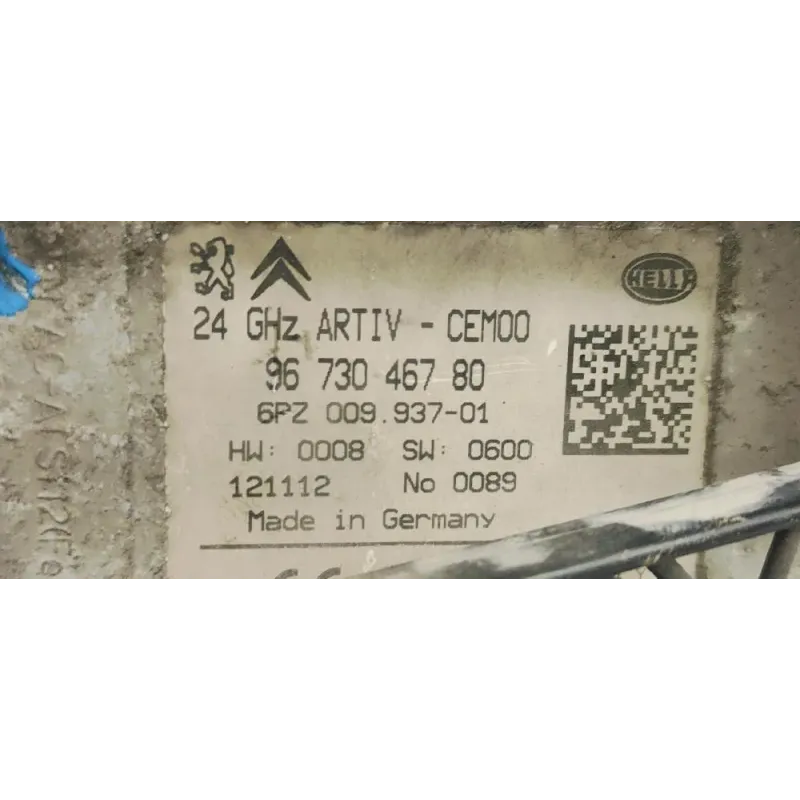 HELLA
24 GHz ARTIV - CEM00
96 730 467 80
6PZ 009.937-01
HW: 0008 SW: 0600
121112 No 0089
Made in Germany